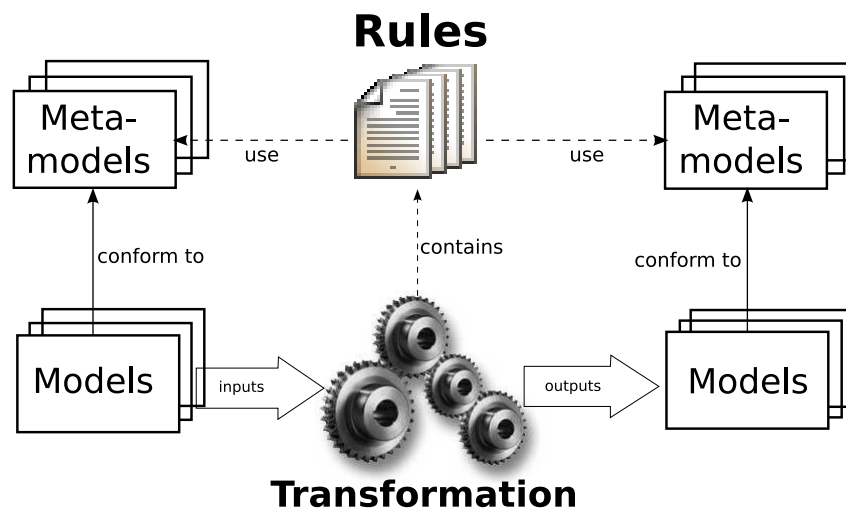 Rules
Meta-
models
use
use
Meta-
models
conform to
contains
conform to
Models
inputs
outputs
Models
Transformation